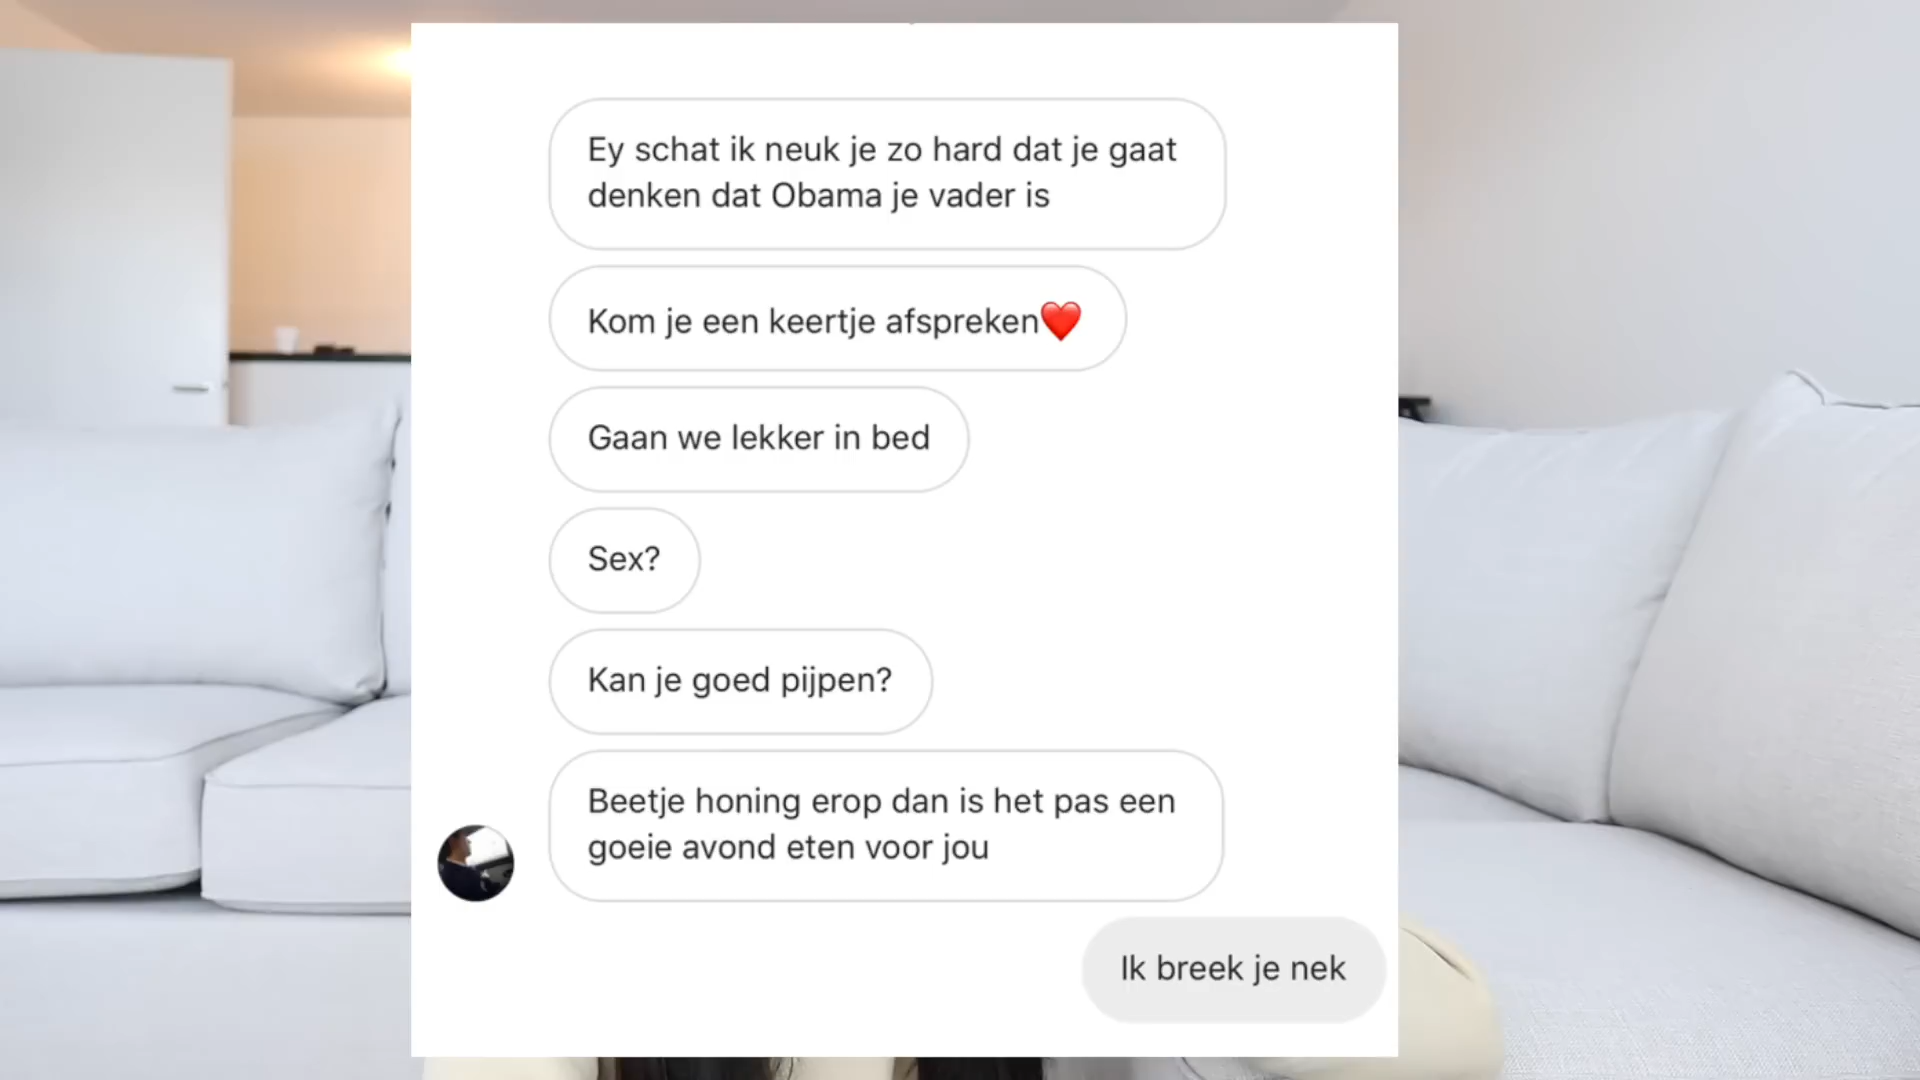 Ey schat ik neuk je zo hard dat je gaat
denken dat Obama je vader is
Kom je een keertje afspreken❤️
Gaan we lekker in bed
Sex?
Kan je goed pijpen?
Beetje honing erop dan is het pas een
goeie avond eten voor jou
Ik breek je nek